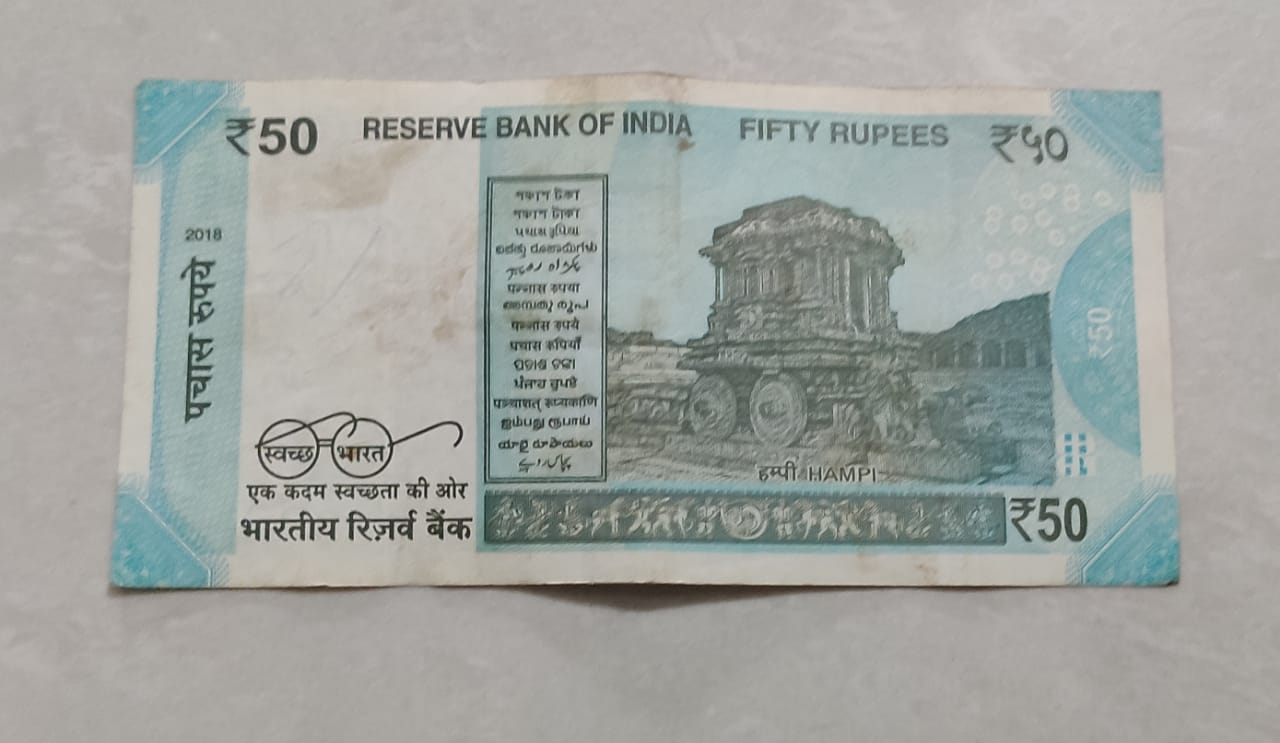 ₹50 RESERVE BANK OF INDIA FIFTY RUPEES ₹५०
2018
पचास रुपये
পঞ্চাশ টকা
পঞ্চাশ টাকা
પચાસ રૂપિયા
ಐವತ್ತು ರೂಪಾಯಿಗಳು
पन्नास रुपया
അമ്പതു രൂപ
पन्नास रुपये
पचास रुपियाँ
ପଚାଶ ଟଙ୍କା
ਪੰਜਾਹ ਰੁਪਏ
पञ्चाशत् रूप्यकाणि
ஐம்பது ரூபாய்
యాభై రూపాయలు
₹50
हम्पी HAMPI
स्वच्छ भारत
एक कदम स्वच्छता की ओर
भारतीय रिज़र्व बैंक
₹50